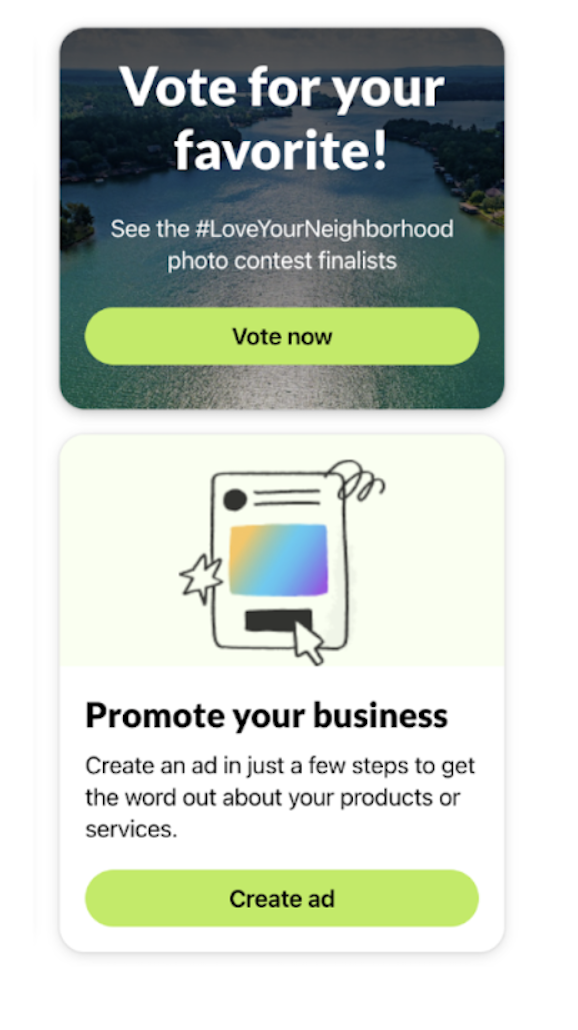 Vote for your
favorite!
See the #LoveYourNeighborhood
photo contest finalists
Vote now
Promote your business
Create an ad in just a few steps to get
the word out about your products or
services.
Create ad